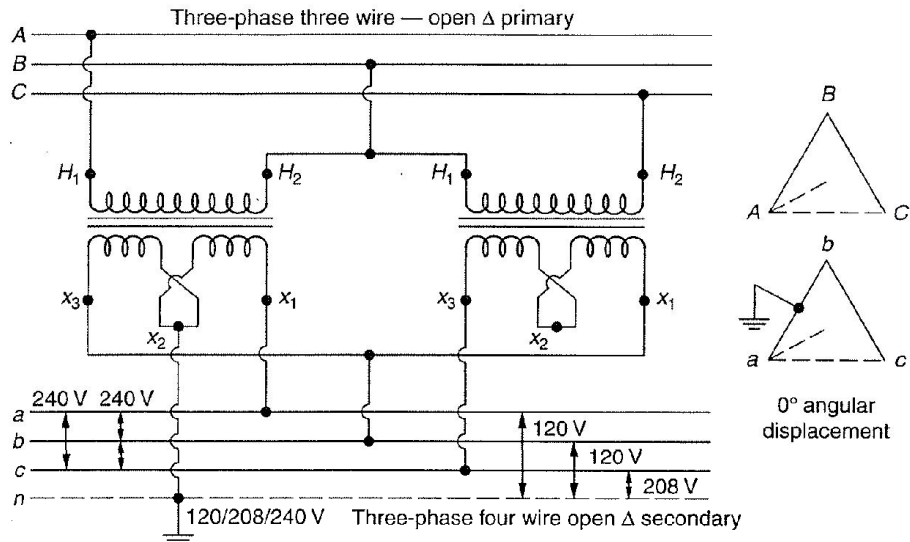 Three-phase three wire — open Δ primary
A
B
C
H₁
H₂
H₁
H₂
B
A
C
x₃
x₂
x₁
x₃
x₂
x₁
b
a
c
0° angular
displacement
240 V
240 V
a
b
c
n
120 V
120 V
208 V
120/208/240 V
Three-phase four wire open Δ secondary